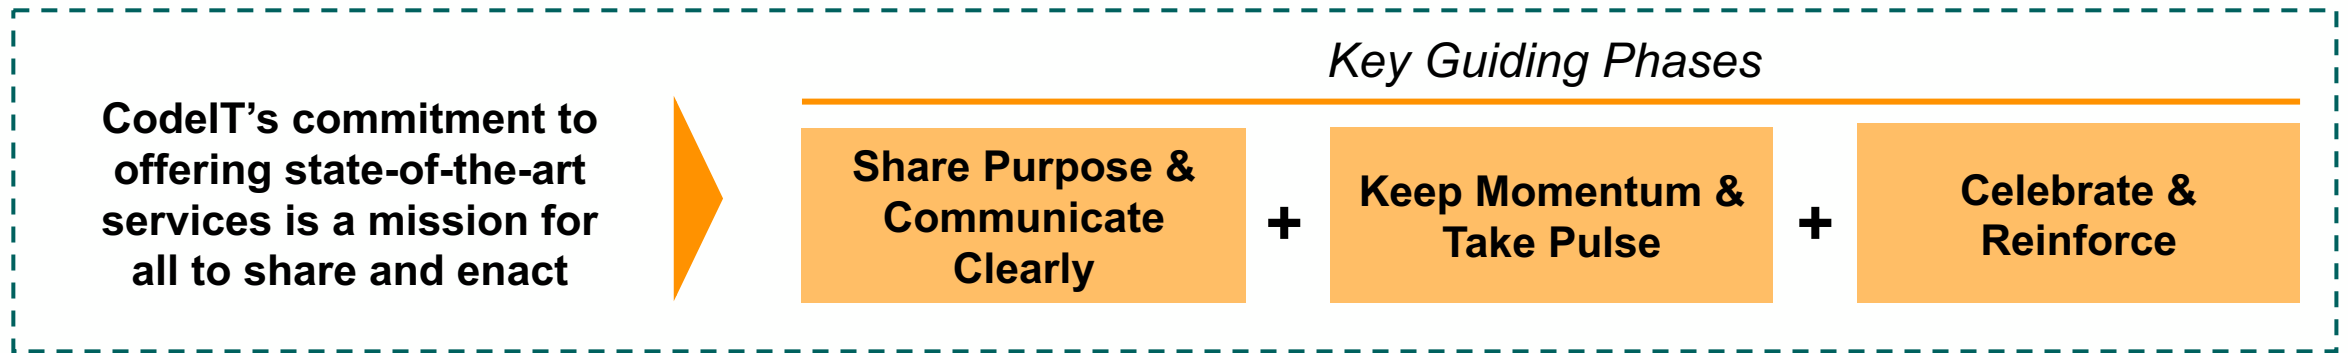 CodeIT’s commitment to
offering state-of-the-art
services is a mission for
all to share and enact
Key Guiding Phases
Share Purpose &
Communicate
Clearly
+
Keep Momentum &
Take Pulse
+
Celebrate &
Reinforce